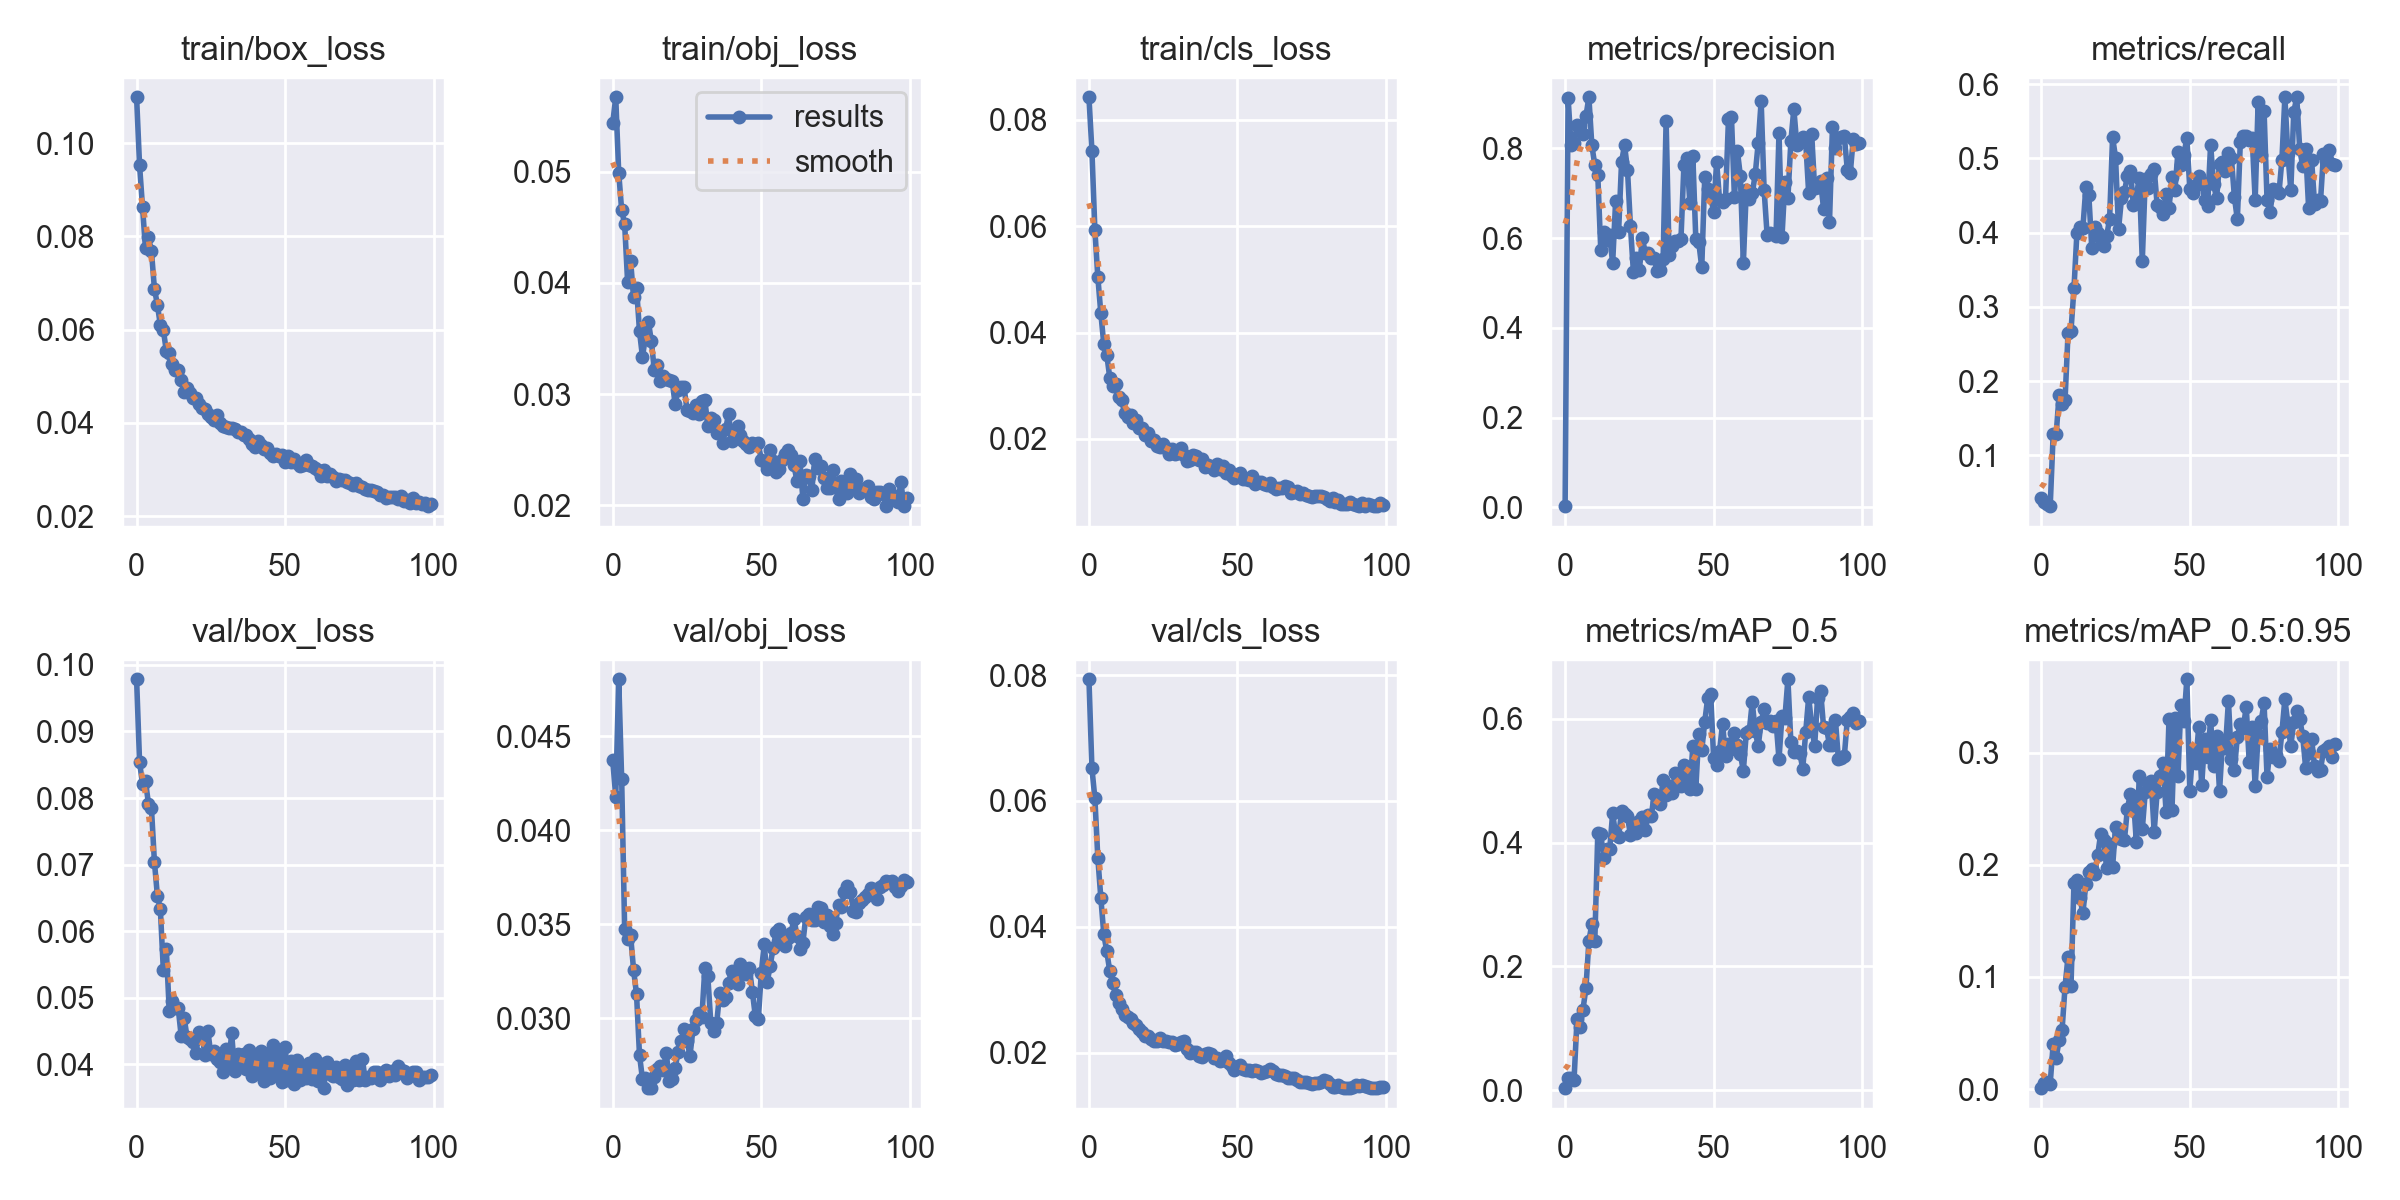 train/box_loss
0.10
0.08
0.06
0.04
0.02
0 50 100
train/obj_loss
results
smooth
0.05
0.04
0.03
0.02
0 50 100
train/cls_loss
0.08
0.06
0.04
0.02
0 50 100
metrics/precision
0.8
0.6
0.4
0.2
0.0
0 50 100
metrics/recall
0.6
0.5
0.4
0.3
0.2
0.1
0 50 100
val/box_loss
0.10
0.09
0.08
0.07
0.06
0.05
0.04
0 50 100
val/obj_loss
0.045
0.040
0.035
0.030
0 50 100
val/cls_loss
0.08
0.06
0.04
0.02
0 50 100
metrics/mAP_0.5
0.6
0.4
0.2
0.0
0 50 100
metrics/mAP_0.5:0.95
0.3
0.2
0.1
0.0
0 50 100